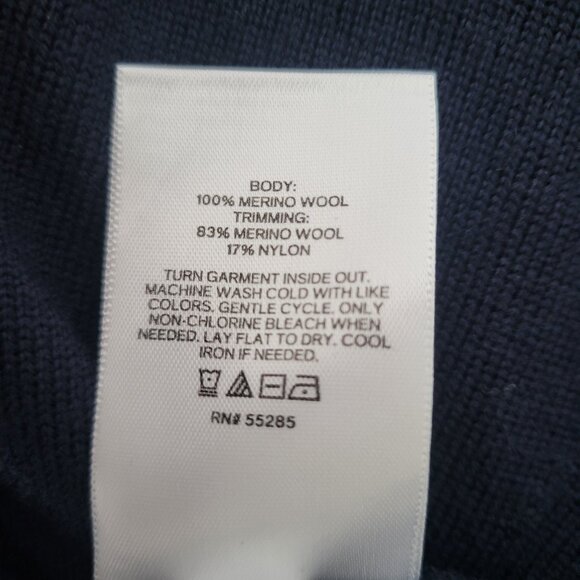 BODY:
100% MERINO WOOL
TRIMMING:
83% MERINO WOOL
17% NYLON
TURN GARMENT INSIDE OUT.
MACHINE WASH COLD WITH LIKE
COLORS. GENTLE CYCLE. ONLY
NON-CHLORINE BLEACH WHEN
NEEDED. LAY FLAT TO DRY. COOL
IRON IF NEEDED.
RN# 55285